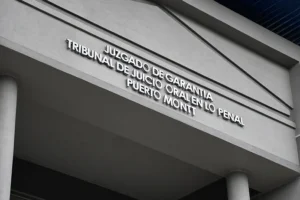 JUZGADO DE GARANTIA
TRIBUNAL DE JUICIO ORAL EN LO PENAL
PUERTO MONTT